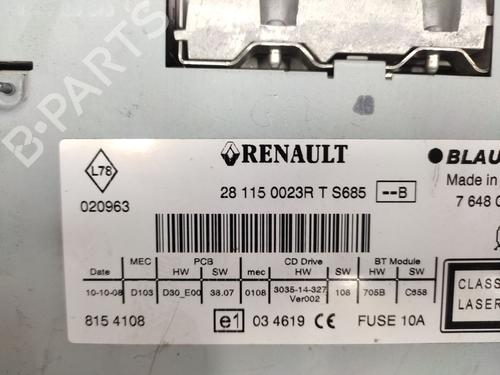 B-PARTS
46
L78
020963
RENAULT
28 115 0023R T S685 --B
BLAU
Made in
7 648
MEC PCB CD Drive BT Module
Date HW SW mec HW SW HW SW
10-10-08 D103 D30_E00 38.07 0108 3035-14-327 Ver002 108 705B C658
815 4108
e1 03 4619 CE FUSE 10A
CLASS
LASER